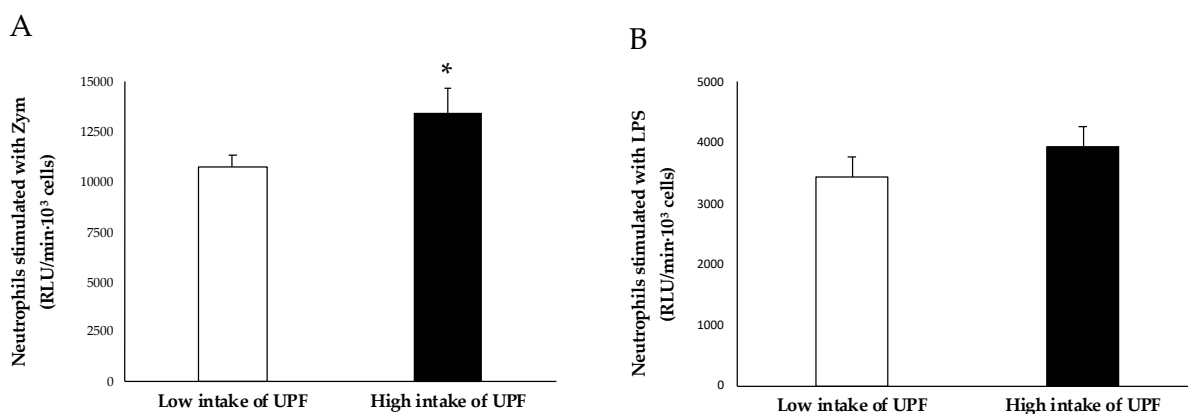 A
Neutrophils stimulated with Zym
(RLU/min·10³ cells)
15000
12500
10000
7500
5000
2500
0
*
Low intake of UPF
High intake of UPF
B
Neutrophils stimulated with LPS
(RLU/min·10³ cells)
5000
4000
3000
2000
1000
0
Low intake of UPF
High intake of UPF